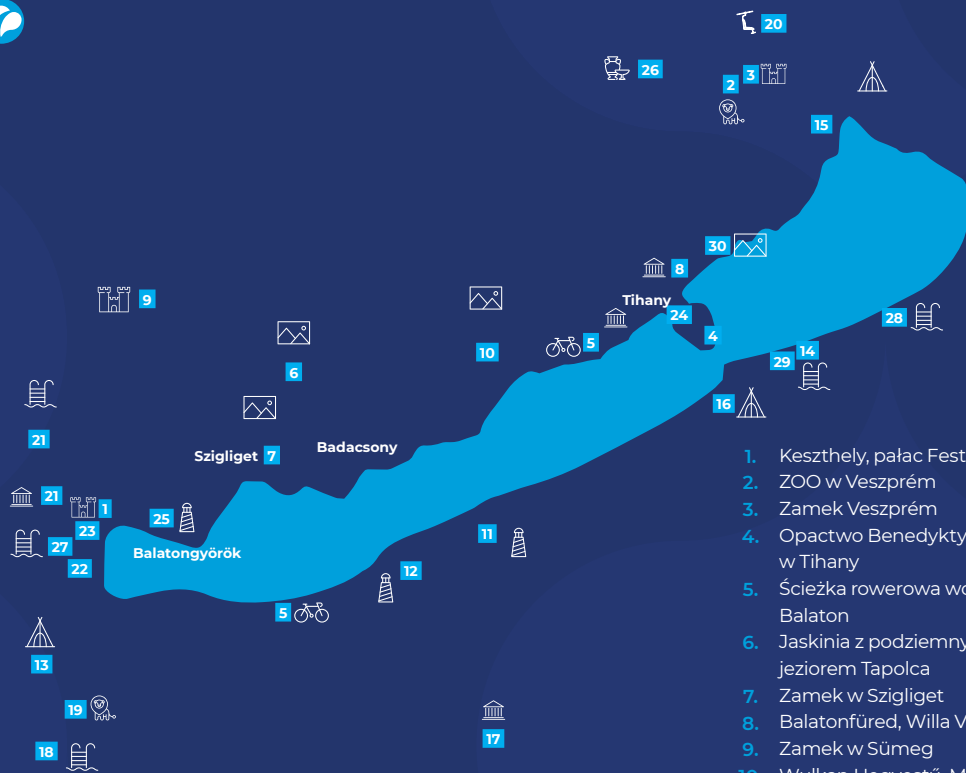 20
26
3
2
15
30
8
Tihany
24
4
28
9
5
14
29
10
6
16
21
Szigliget 7
Badacsony
21
1
25
23
27
Balatongyörök
22
11
12
5
13
19
18
17
1. Keszthely, pałac Fest
2. ZOO w Veszprém
3. Zamek Veszprém
4. Opactwo Benedykty
w Tihany
5. Ścieżka rowerowa wo
Balaton
6. Jaskinia z podziemny
jeziorem Tapolca
7. Zamek w Szigliget
8. Balatonfüred, Willa V
9. Zamek w Sümeg